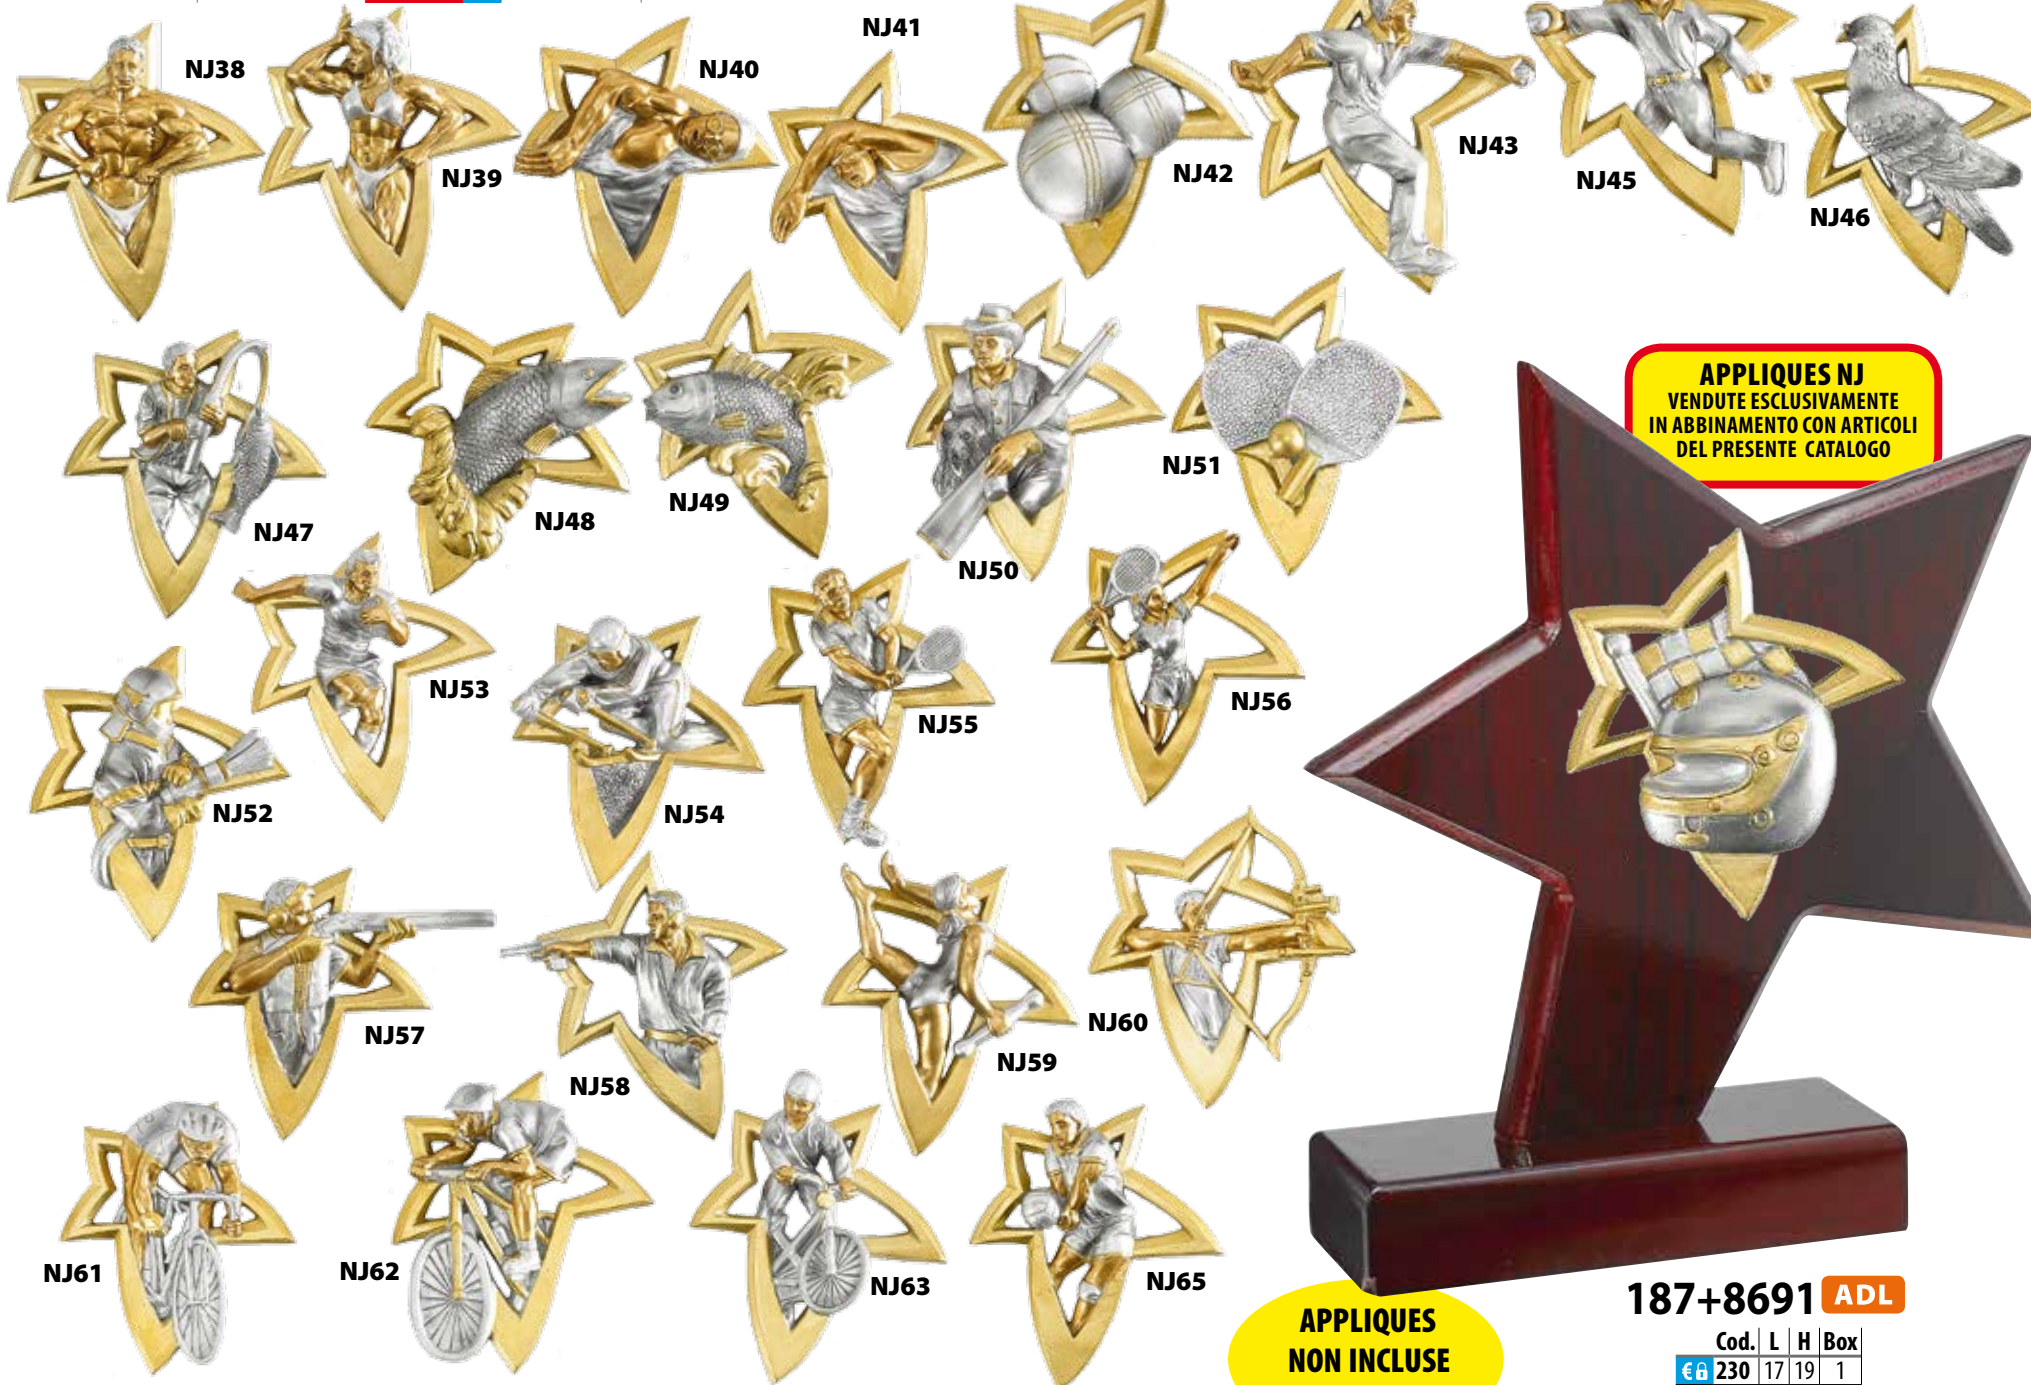 NJ38
NJ39
NJ40
NJ41
NJ42
NJ43
NJ45
NJ46
NJ47
NJ48
NJ49
NJ50
NJ51
APPLIQUES NJ
VENDUTE ESCLUSIVAMENTE
IN ABBINAMENTO CON ARTICOLI
DEL PRESENTE CATALOGO
NJ52
NJ53
NJ54
NJ55
NJ56
NJ57
NJ58
NJ59
NJ60
NJ61
NJ62
NJ63
NJ65
APPLIQUES
NON INCLUSE
187+8691 ADL
Cod. L H Box
€ 230 17 19 1